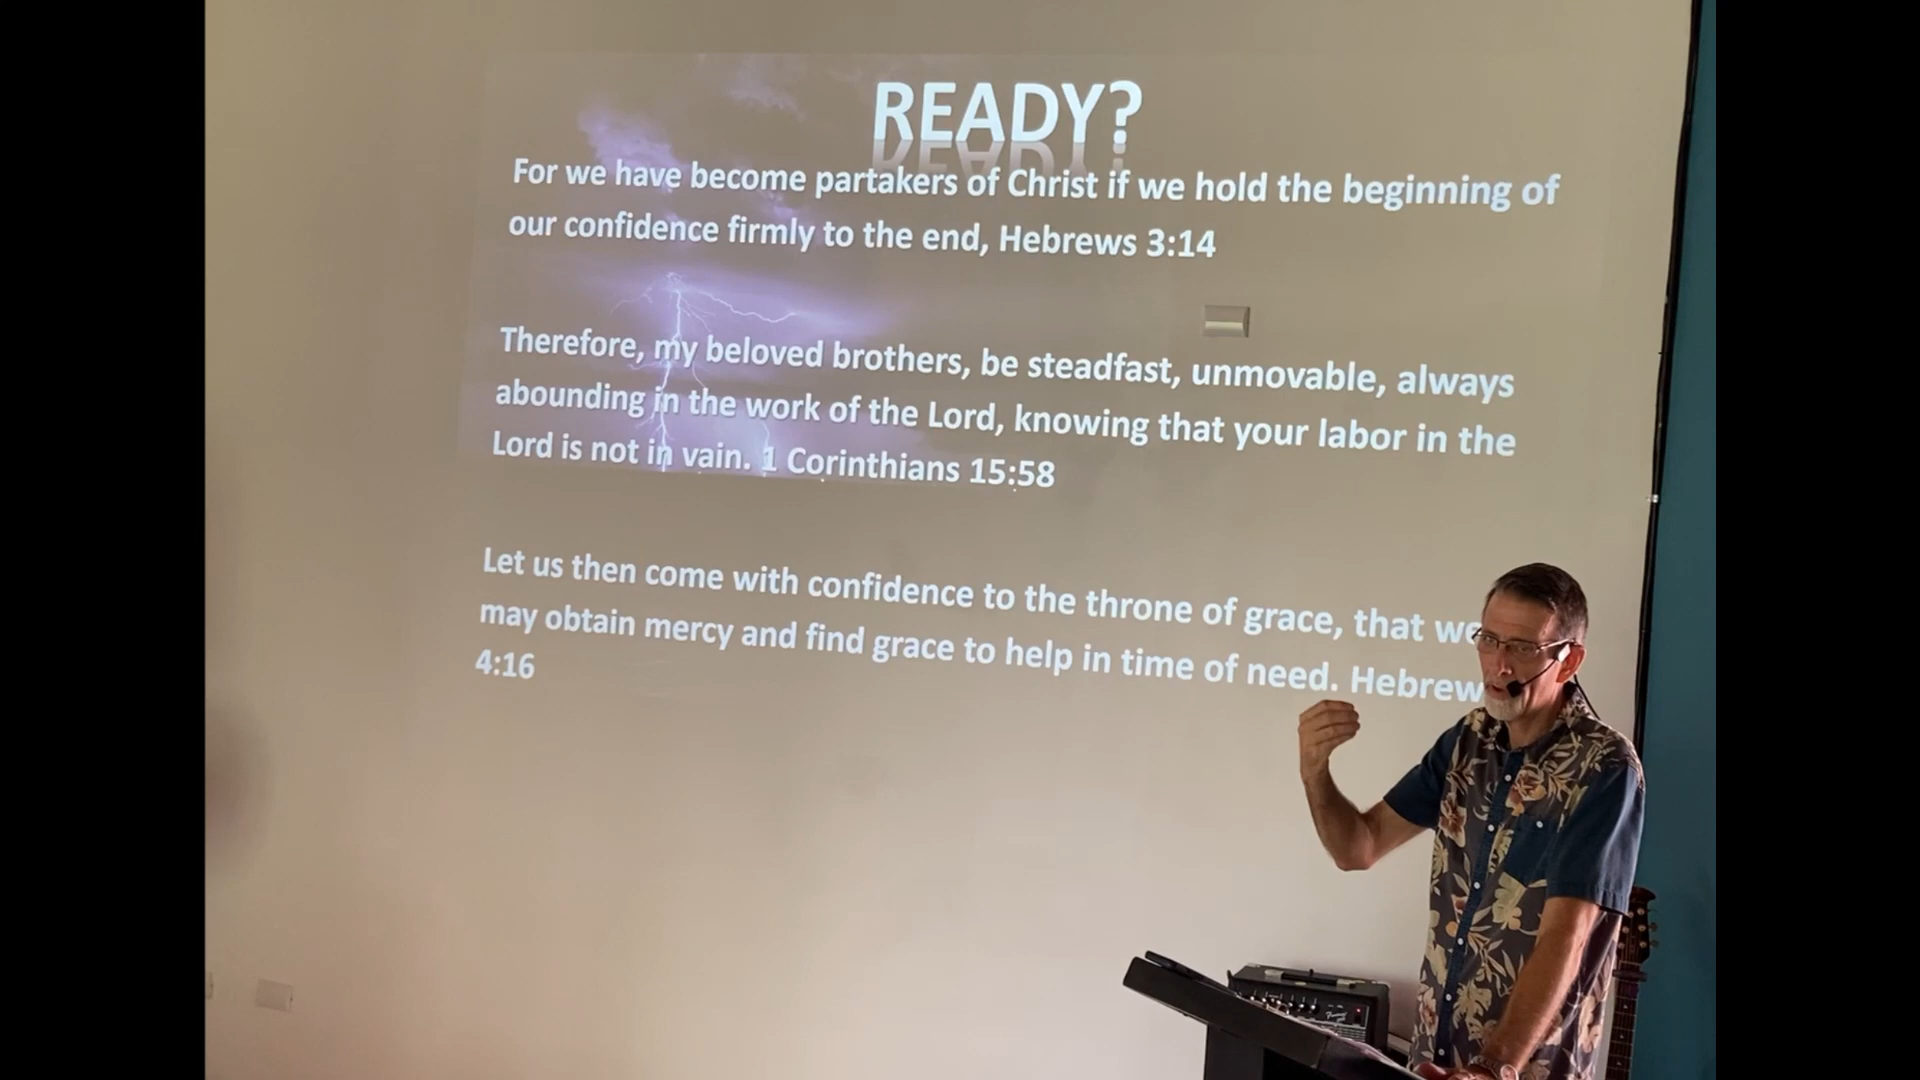 READY?
For we have become partakers of Christ if we hold the beginning of
our confidence firmly to the end, Hebrews 3:14
Therefore, my beloved brothers, be steadfast, unmovable, always
abounding in the work of the Lord, knowing that your labor in the
Lord is not in vain. 1 Corinthians 15:58
Let us then come with confidence to the throne of grace, that we
may obtain mercy and find grace to help in time of need. Hebrew
4:16
Fender